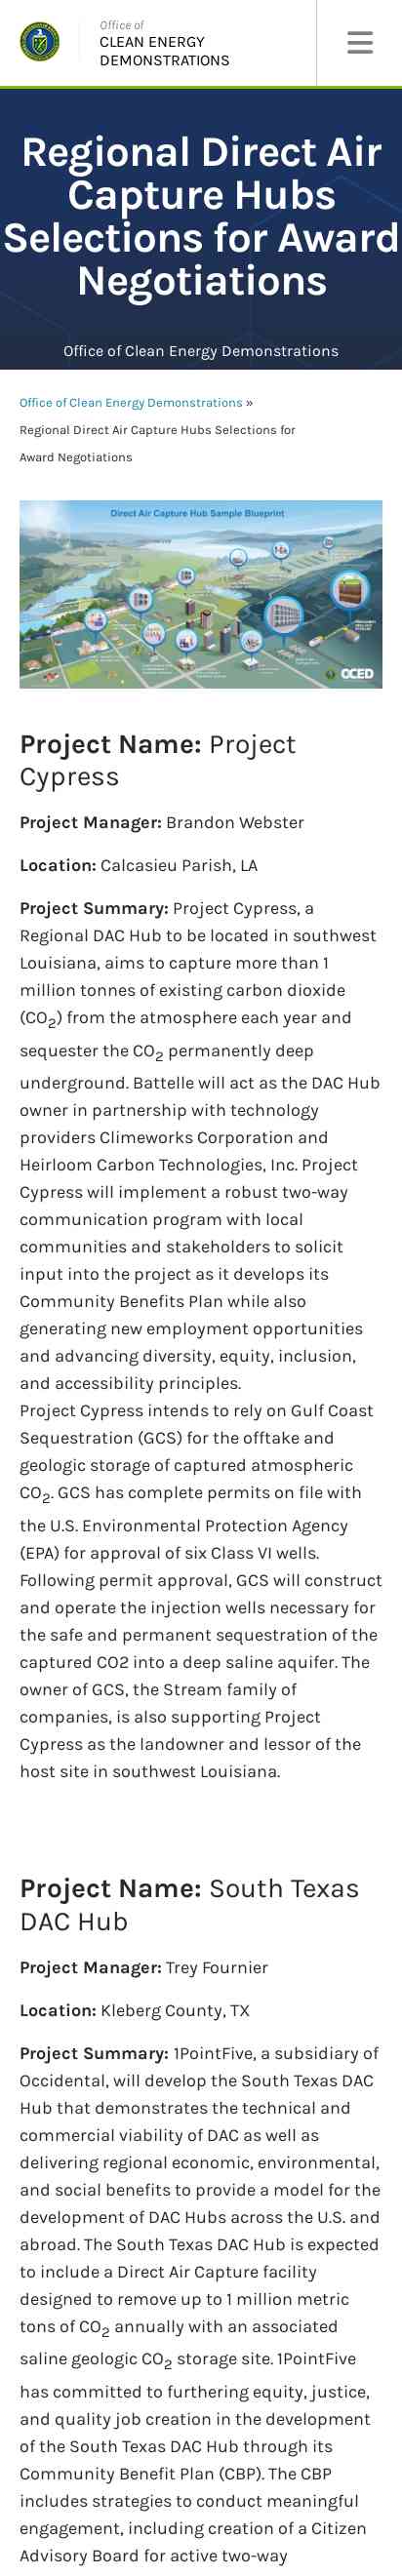 Office of
CLEAN ENERGY
DEMONSTRATIONS
Regional Direct Air
Capture Hubs
Selections for Award
Negotiations
Office of Clean Energy Demonstrations
Office of Clean Energy Demonstrations »
Regional Direct Air Capture Hubs Selections for
Award Negotiations
Direct Air Capture Hub Sample Blueprint
OCED
Project Name: Project
Cypress
Project Manager: Brandon Webster
Location: Calcasieu Parish, LA
Project Summary: Project Cypress, a
Regional DAC Hub to be located in southwest
Louisiana, aims to capture more than 1
million tonnes of existing carbon dioxide
(CO2) from the atmosphere each year and
sequester the CO2 permanently deep
underground. Battelle will act as the DAC Hub
owner in partnership with technology
providers Climeworks Corporation and
Heirloom Carbon Technologies, Inc. Project
Cypress will implement a robust two-way
communication program with local
communities and stakeholders to solicit
input into the project as it develops its
Community Benefits Plan while also
generating new employment opportunities
and advancing diversity, equity, inclusion,
and accessibility principles.
Project Cypress intends to rely on Gulf Coast
Sequestration (GCS) for the offtake and
geologic storage of captured atmospheric
CO2. GCS has complete permits on file with
the U.S. Environmental Protection Agency
(EPA) for approval of six Class VI wells.
Following permit approval, GCS will construct
and operate the injection wells necessary for
the safe and permanent sequestration of the
captured CO2 into a deep saline aquifer. The
owner of GCS, the Stream family of
companies, is also supporting Project
Cypress as the landowner and lessor of the
host site in southwest Louisiana.
Project Name: South Texas
DAC Hub
Project Manager: Trey Fournier
Location: Kleberg County, TX
Project Summary: 1PointFive, a subsidiary of
Occidental, will develop the South Texas DAC
Hub that demonstrates the technical and
commercial viability of DAC as well as
delivering regional economic, environmental,
and social benefits to provide a model for the
development of DAC Hubs across the U.S. and
abroad. The South Texas DAC Hub is expected
to include a Direct Air Capture facility
designed to remove up to 1 million metric
tons of CO2 annually with an associated
saline geologic CO2 storage site. 1PointFive
has committed to furthering equity, justice,
and quality job creation in the development
of the South Texas DAC Hub through its
Community Benefit Plan (CBP). The CBP
includes strategies to conduct meaningful
engagement, including creation of a Citizen
Advisory Board for active two-way